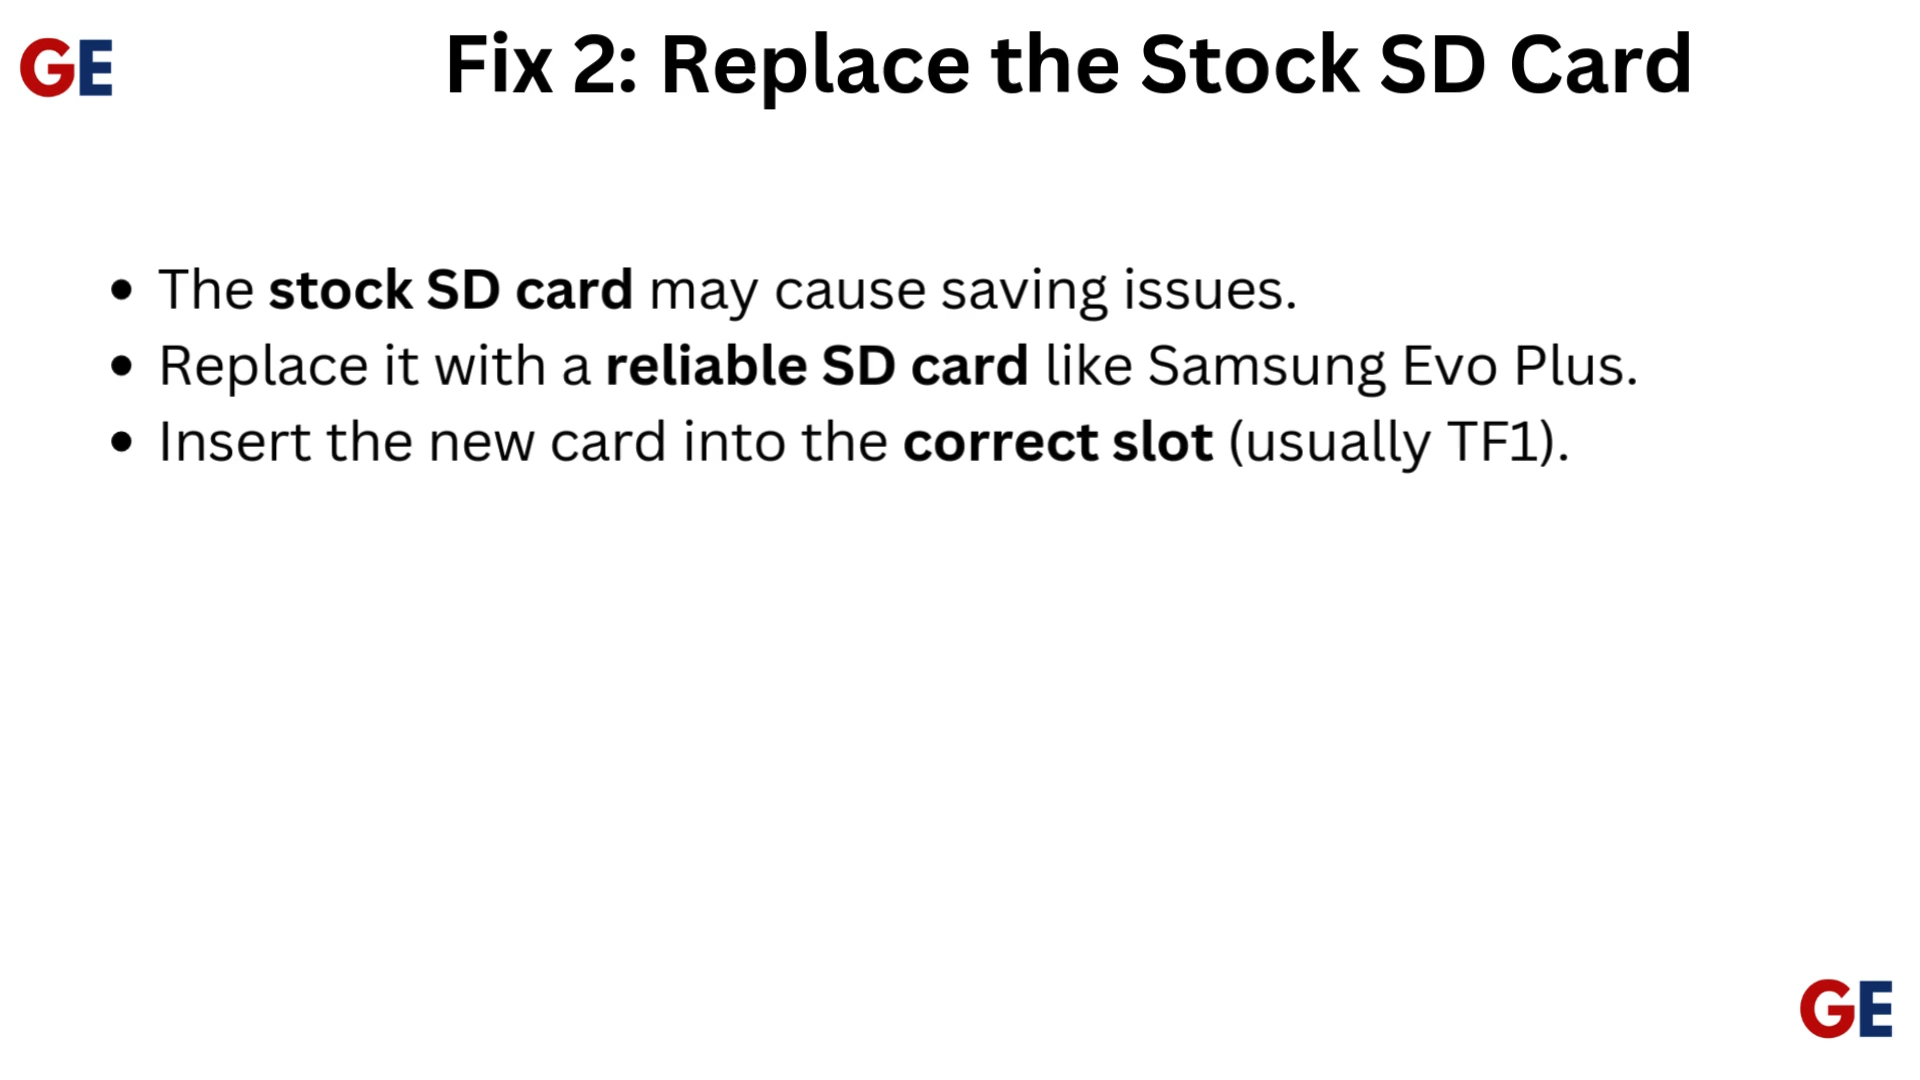 GE
Fix 2: Replace the Stock SD Card
• The stock SD card may cause saving issues.
• Replace it with a reliable SD card like Samsung Evo Plus.
• Insert the new card into the correct slot (usually TF1).
GE